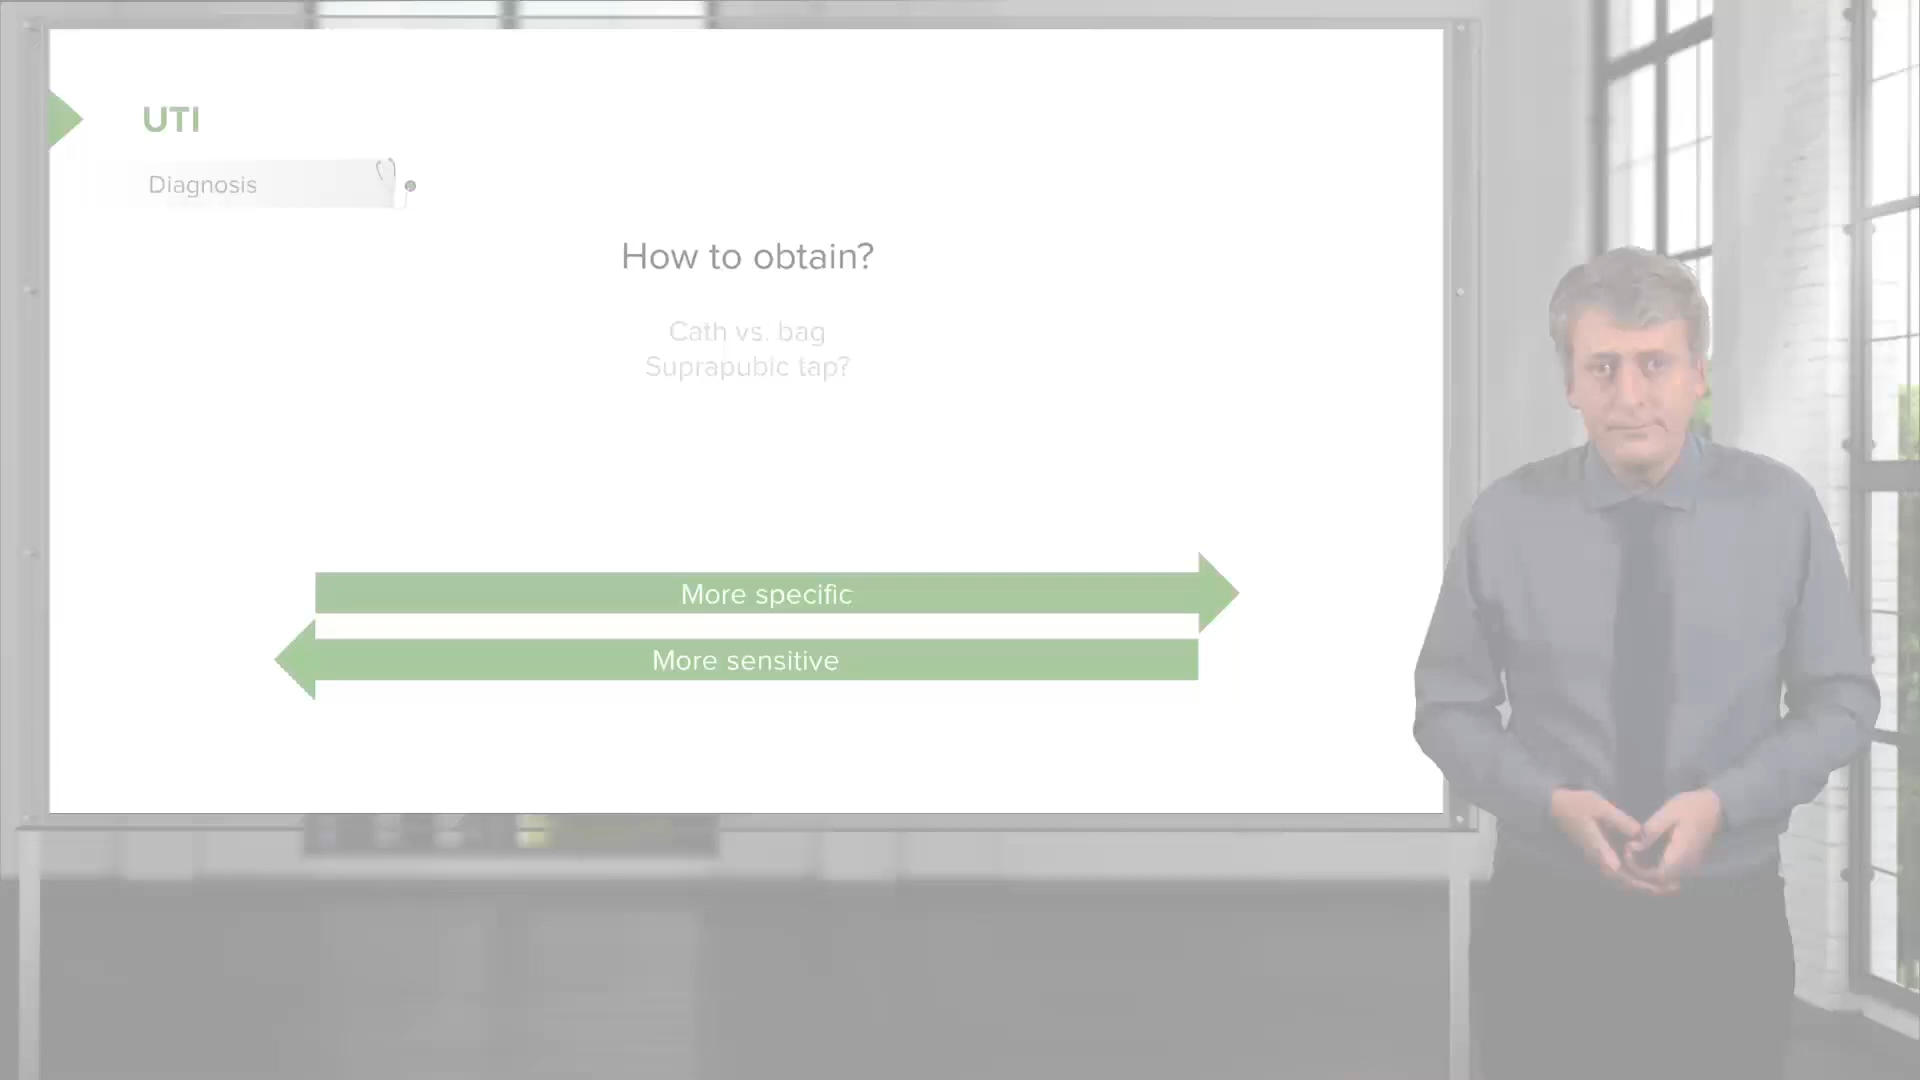 UTI
Diagnosis
How to obtain?
Cath vs. bag
Suprapubic tap?
More specific
More sensitive